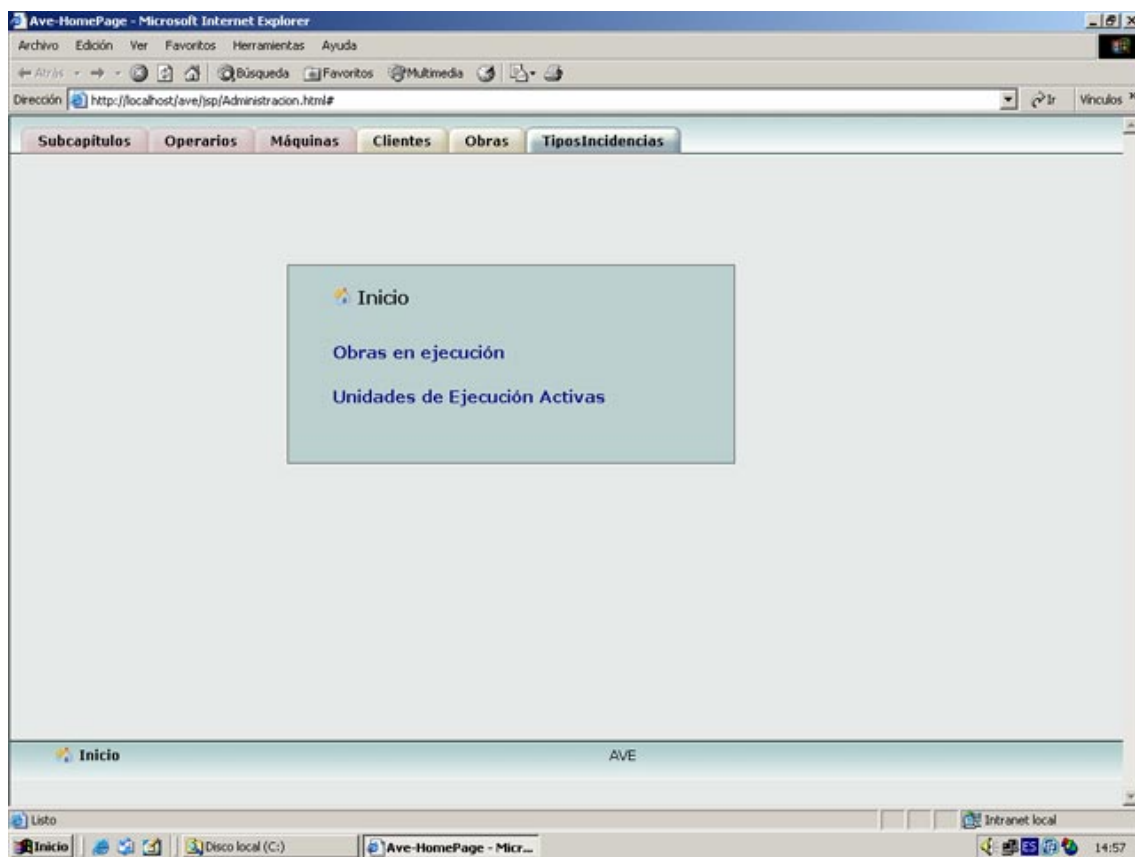 Ave-HomePage - Microsoft Internet Explorer
Archivo Edición Ver Favoritos Herramientas Ayuda
Atrás Búsqueda Favoritos Multimedia
Dirección http://localhost/ave/jsp/Administracion.html# Ir Vínculos »
Subcapítulos Operarios Máquinas Clientes Obras TiposIncidencias
Inicio
Obras en ejecución
Unidades de Ejecución Activas
Inicio AVE
Listo Intranet local
Inicio Disco local (C:) Ave-HomePage - Micr... ES 14:57